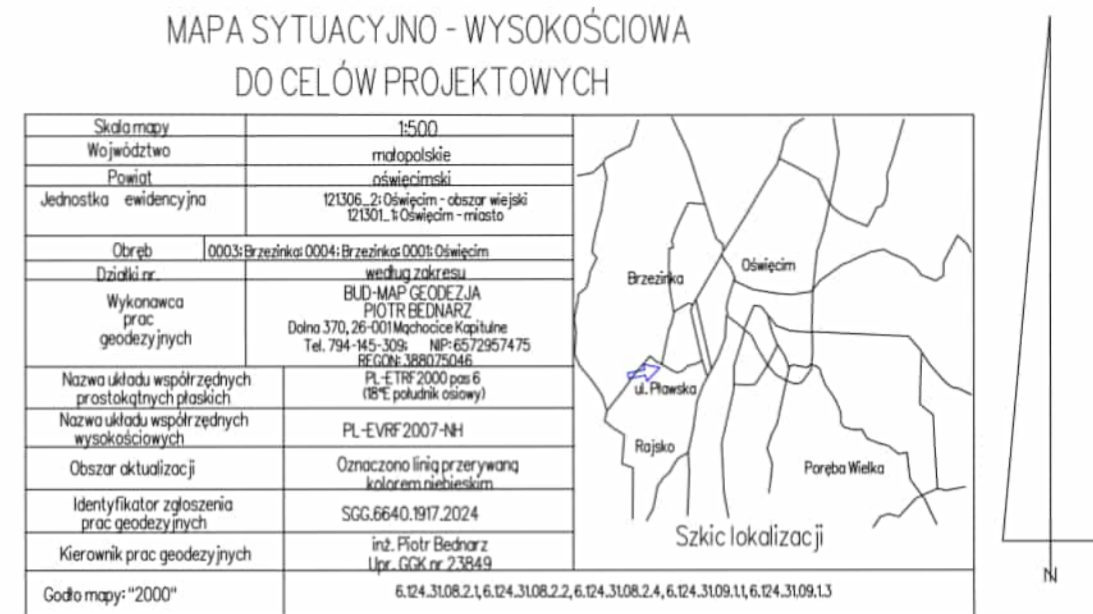 MAPA SYTUACYJNO - WYSOKOŚCIOWA
DO CELÓW PROJEKTOWYCH
Skala mapy 1:500
Województwo małopolskie
Powiat oświęcimski
Jednostka ewidencyjna 121306_2; Oświęcim - obszar wiejski
121301_1; Oświęcim - miasto
Obręb 0003; Brzezinka; 0004; Brzezinka; 0001; Oświęcim
Działki nr. według zakresu
Wykonawca
prac
geodezyjnych
BUD-MAP GEODEZJA
PIOTR BEDNARZ
Dolna 370, 26-001 Mąchocice Kapitulne
Tel. 794-145-309; NIP: 6572957475
REGON: 388075046
Nazwa układu współrzędnych
prostokątnych płaskich
PL-ETRF2000 pas 6
(18°E południk osiowy)
Nazwa układu współrzędnych
wysokościowych
PL-EVRF2007-NH
Obszar aktualizacji
Oznaczono linią przerywaną
kolorem niebieskim
Identyfikator zgłoszenia
prac geodezyjnych
SGG.6640.1917.2024
Kierownik prac geodezyjnych
inż. Piotr Bednarz
Upr. GGK nr 23849
Godło mapy: "2000" 6.124.31.08.2.1, 6.124.31.08.2.2, 6.124.31.08.2.4, 6.124.31.09.1.1, 6.124.31.09.1.3
Brzezinka
Oświęcim
ul. Pławska
Rajsko
Poręba Wielka
Szkic lokalizacji
N